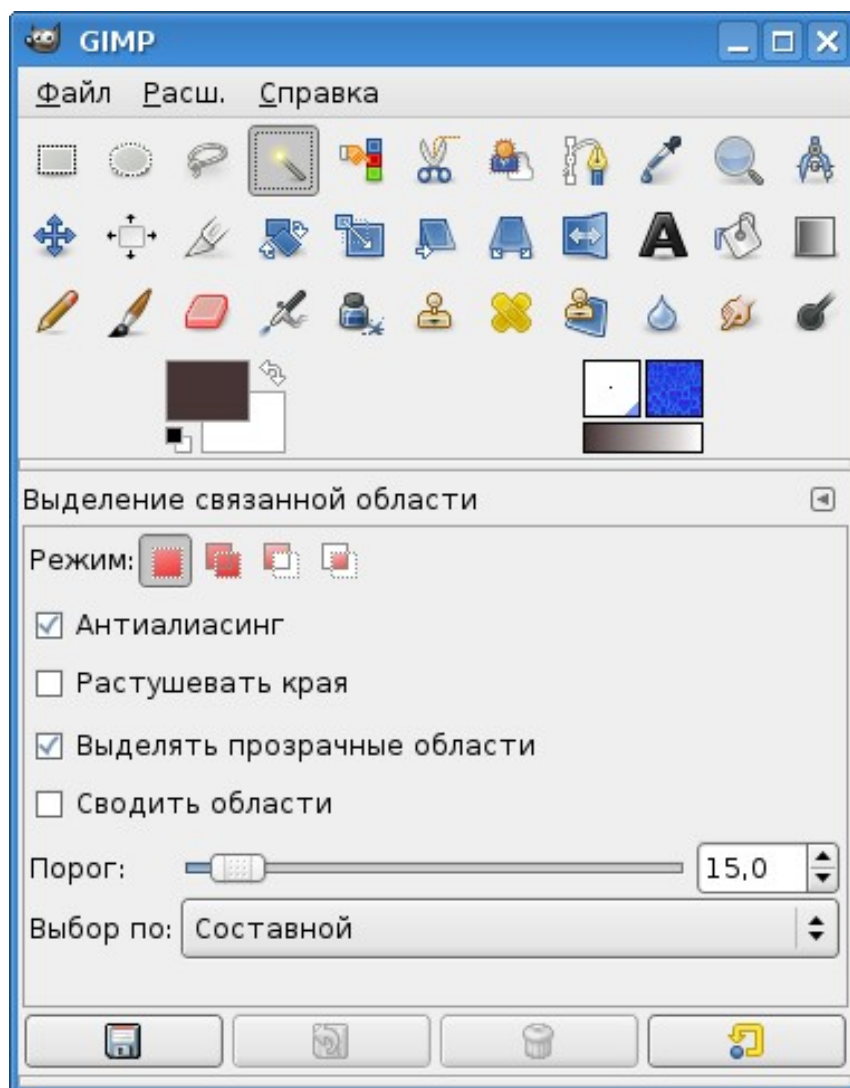 GIMP
Файл Расш. Справка
Выделение связанной области
Режим:
Антиалиасинг
Растушевать края
Выделять прозрачные области
Сводить области
Порог: 15,0
Выбор по: Составной